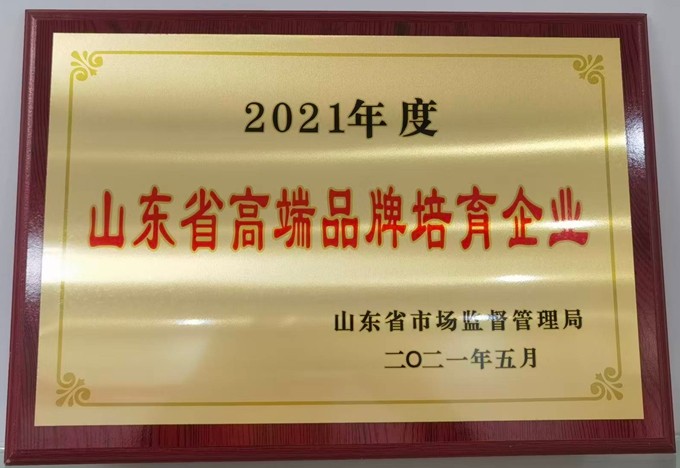 2021年度
山东省高端品牌培育企业
山东省市场监督管理局
二〇二一年五月